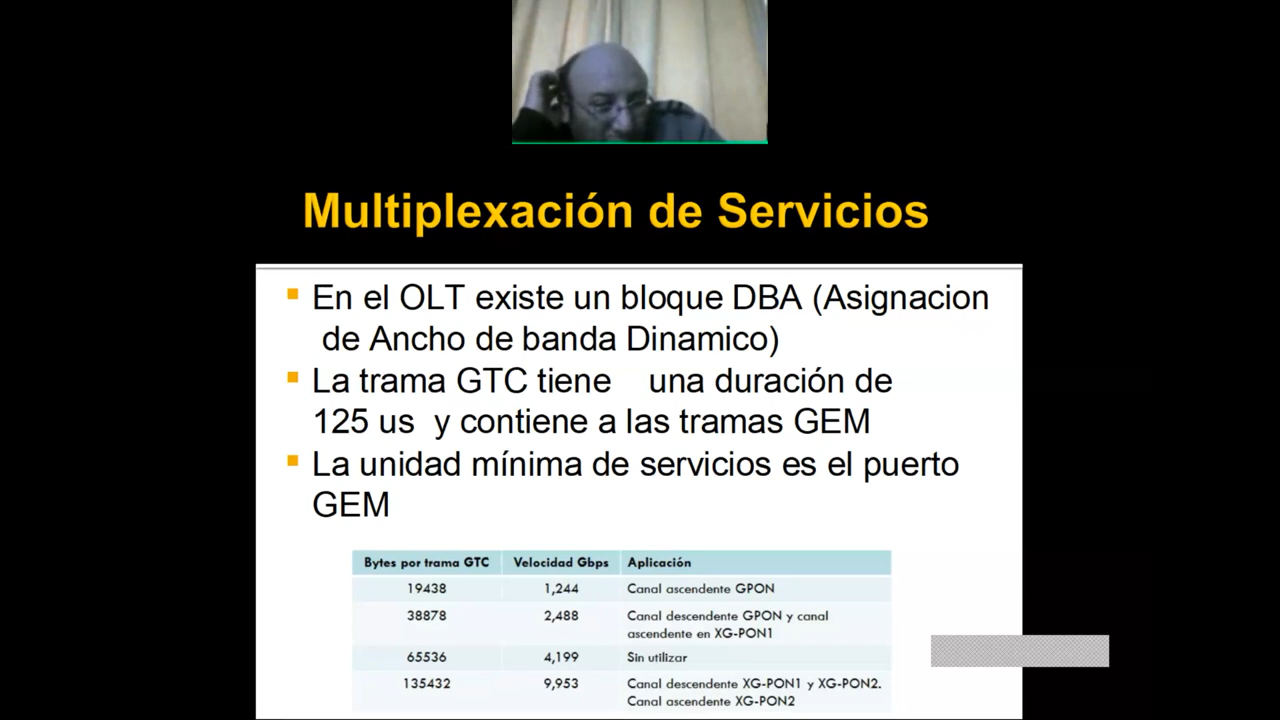 Multiplexación de Servicios
En el OLT existe un bloque DBA (Asignacion
de Ancho de banda Dinamico)
La trama GTC tiene una duración de
125 us y contiene a las tramas GEM
La unidad mínima de servicios es el puerto
GEM
Bytes por trama GTC Velocidad Gbps Aplicación
19438 1,244 Canal ascendente GPON
38878 2,488 Canal descendente GPON y canal
ascendente en XG-PON1
65536 4,199 Sin utilizar
135432 9,953 Canal descendente XG-PON1 y XG-PON2.
Canal ascendente XG-PON2